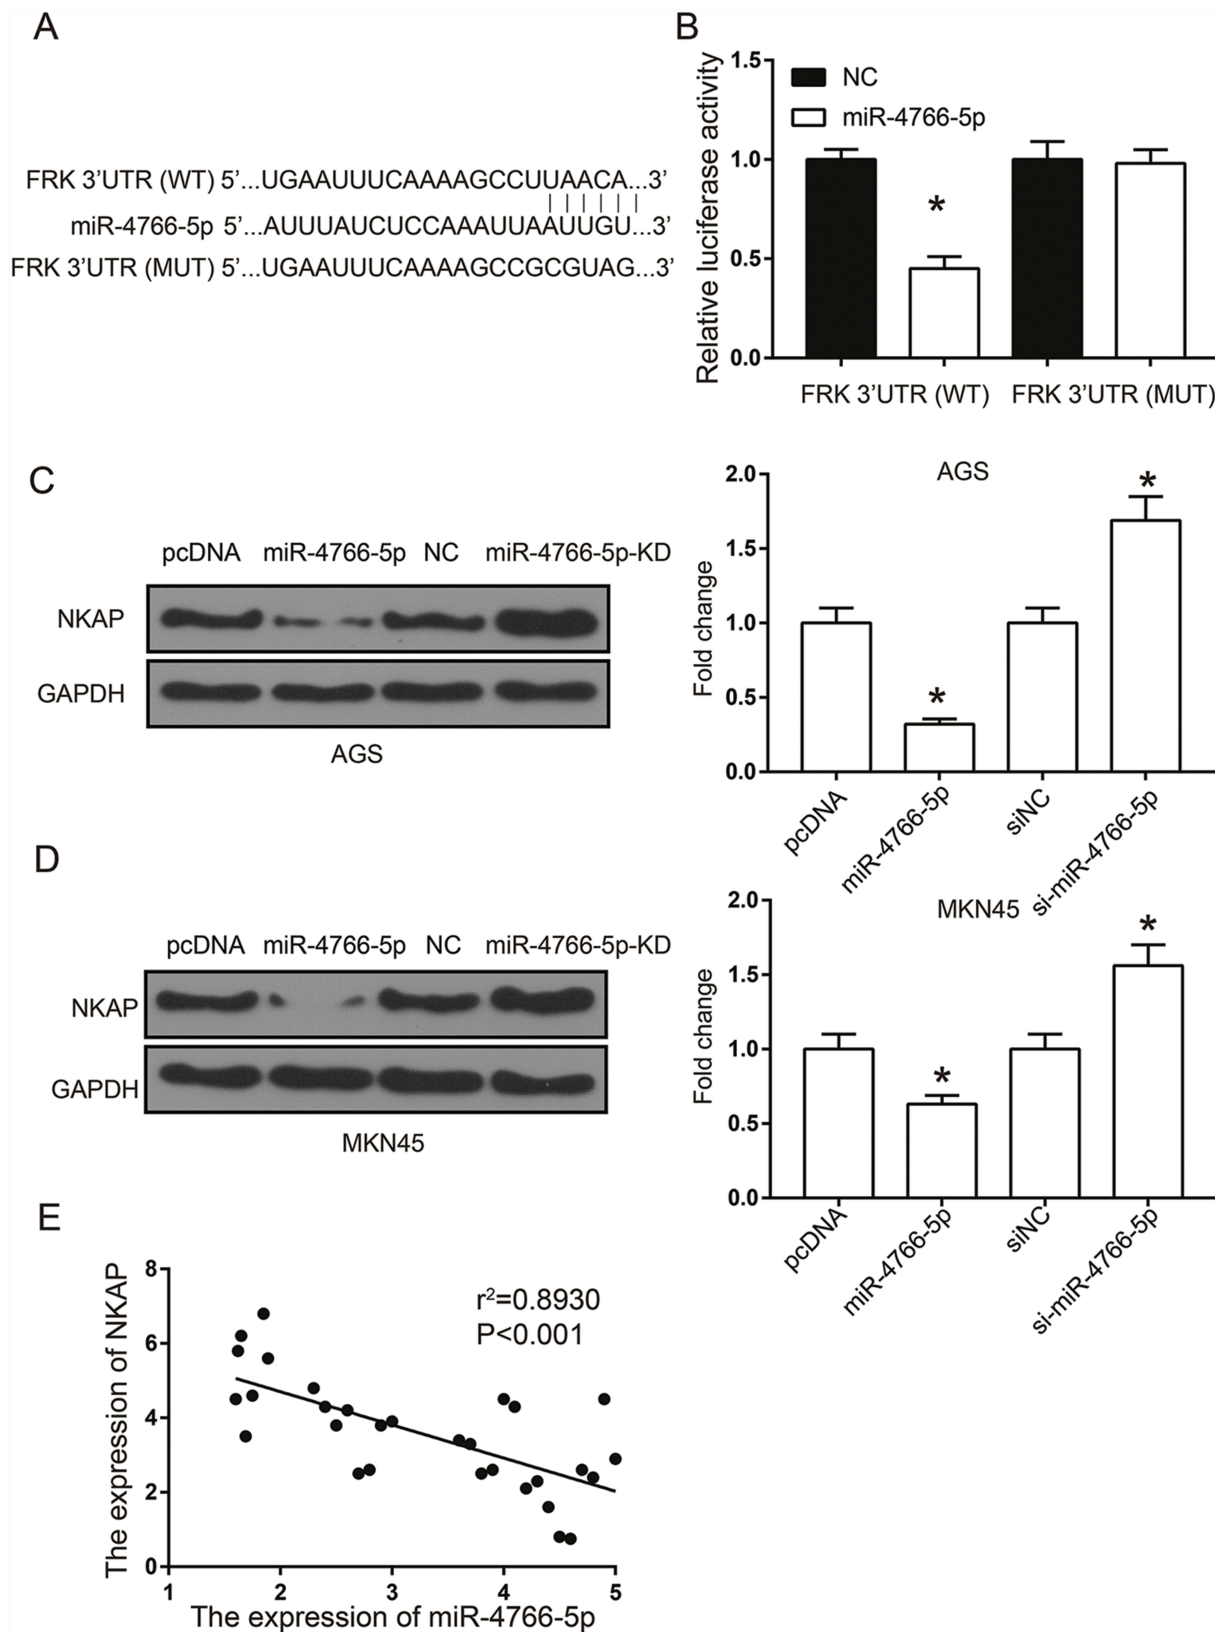 A
FRK 3’UTR (WT) 5’...UGAAUUUCAAAAGCCUUAACA...3’
miR-4766-5p 5’...AUUUAUCUCCAAAUUAAUUGU...3’
FRK 3’UTR (MUT) 5’...UGAAUUUCAAAAGCCGCGUAG...3’
B
Relative luciferase activity
1.5
1.0
0.5
0.0
NC
miR-4766-5p
*
FRK 3’UTR (WT) FRK 3’UTR (MUT)
C
pcDNA miR-4766-5p NC miR-4766-5p-KD
NKAP
GAPDH
AGS
AGS
Fold change
2.0
1.5
1.0
0.5
0.0
*
*
pcDNA
miR-4766-5p
siNC
si-miR-4766-5p
D
pcDNA miR-4766-5p NC miR-4766-5p-KD
NKAP
GAPDH
MKN45
MKN45
Fold change
2.0
1.5
1.0
0.5
0.0
*
*
pcDNA
miR-4766-5p
siNC
si-miR-4766-5p
E
The expression of NKAP
8
6
4
2
0
r²=0.8930
P<0.001
1 2 3 4 5
The expression of miR-4766-5p